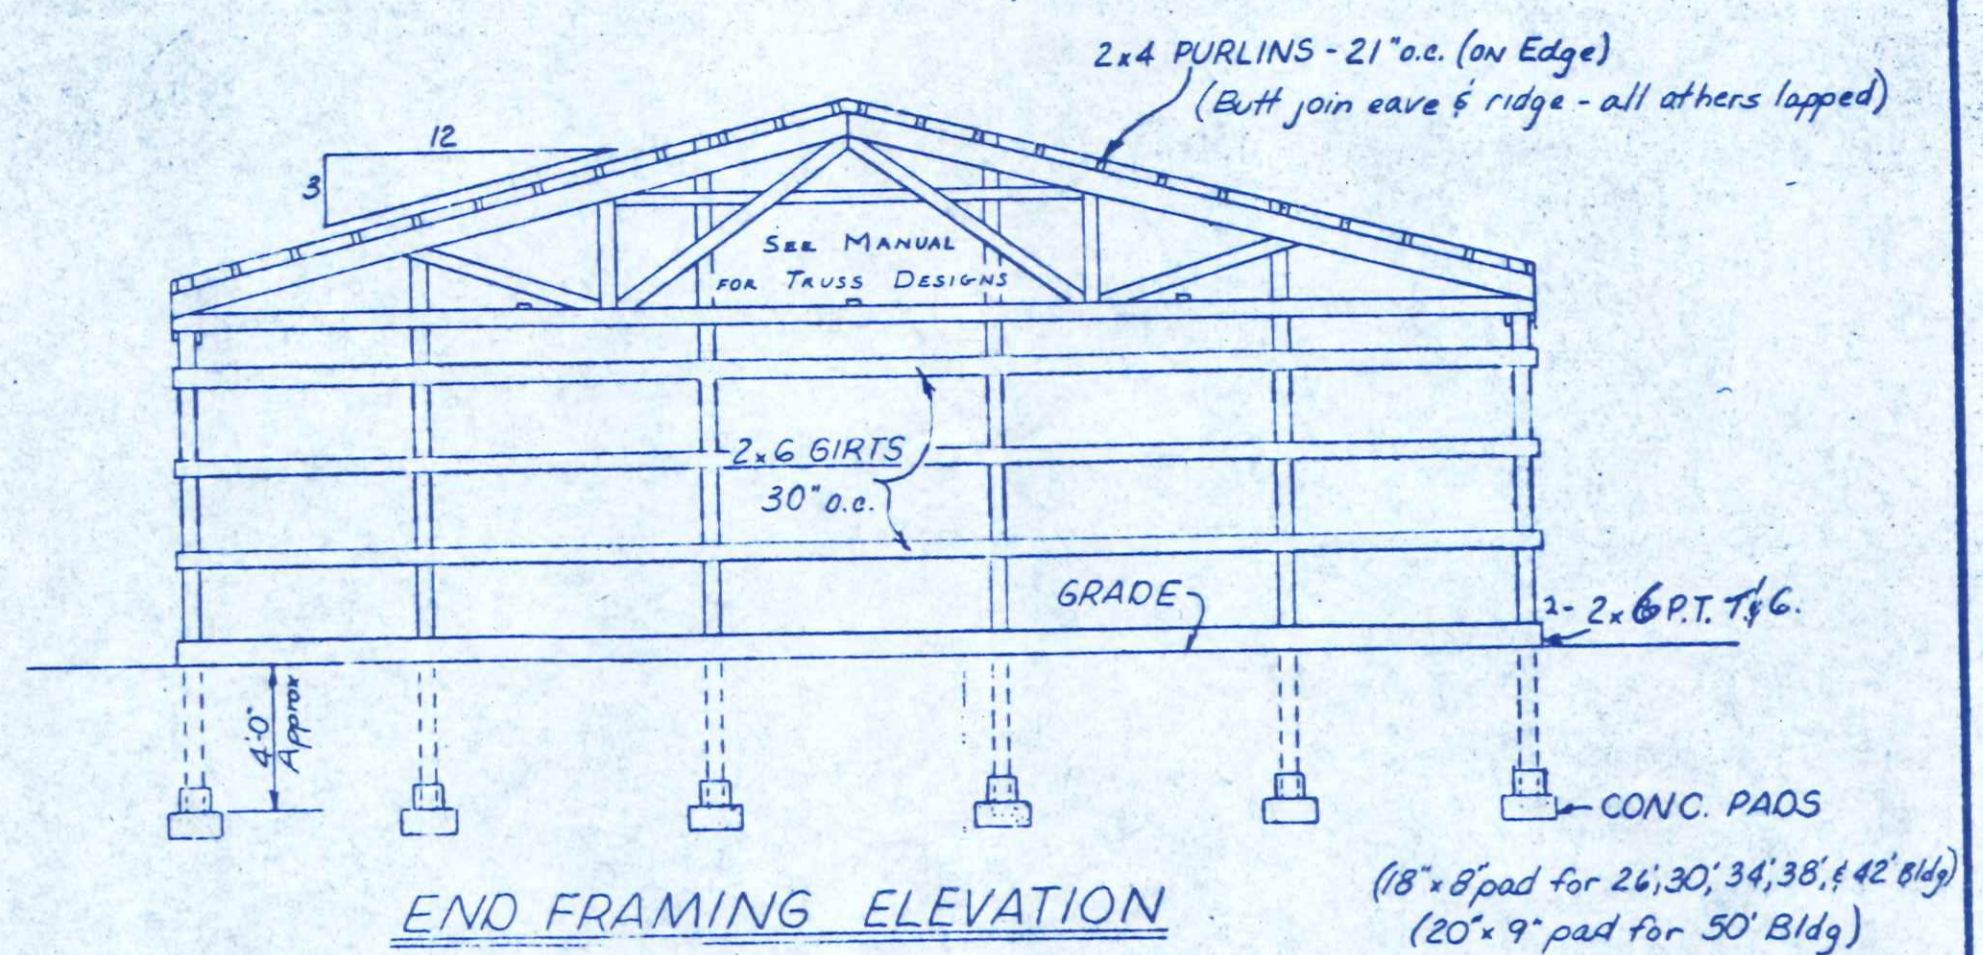 2x4 PURLINS - 21" o.c. (on Edge)
(Butt join eave & ridge - all others lapped)
12
3
SEE MANUAL
FOR TRUSS DESIGNS
2x6 GIRTS
30" o.c.
GRADE
2- 2x6 P.T. T.&G.
4'0"
Approx
CONC. PADS
(18" x 8" pad for 26', 30', 34', 38', & 42' Bldg)
(20" x 9" pad for 50' Bldg)
END FRAMING ELEVATION